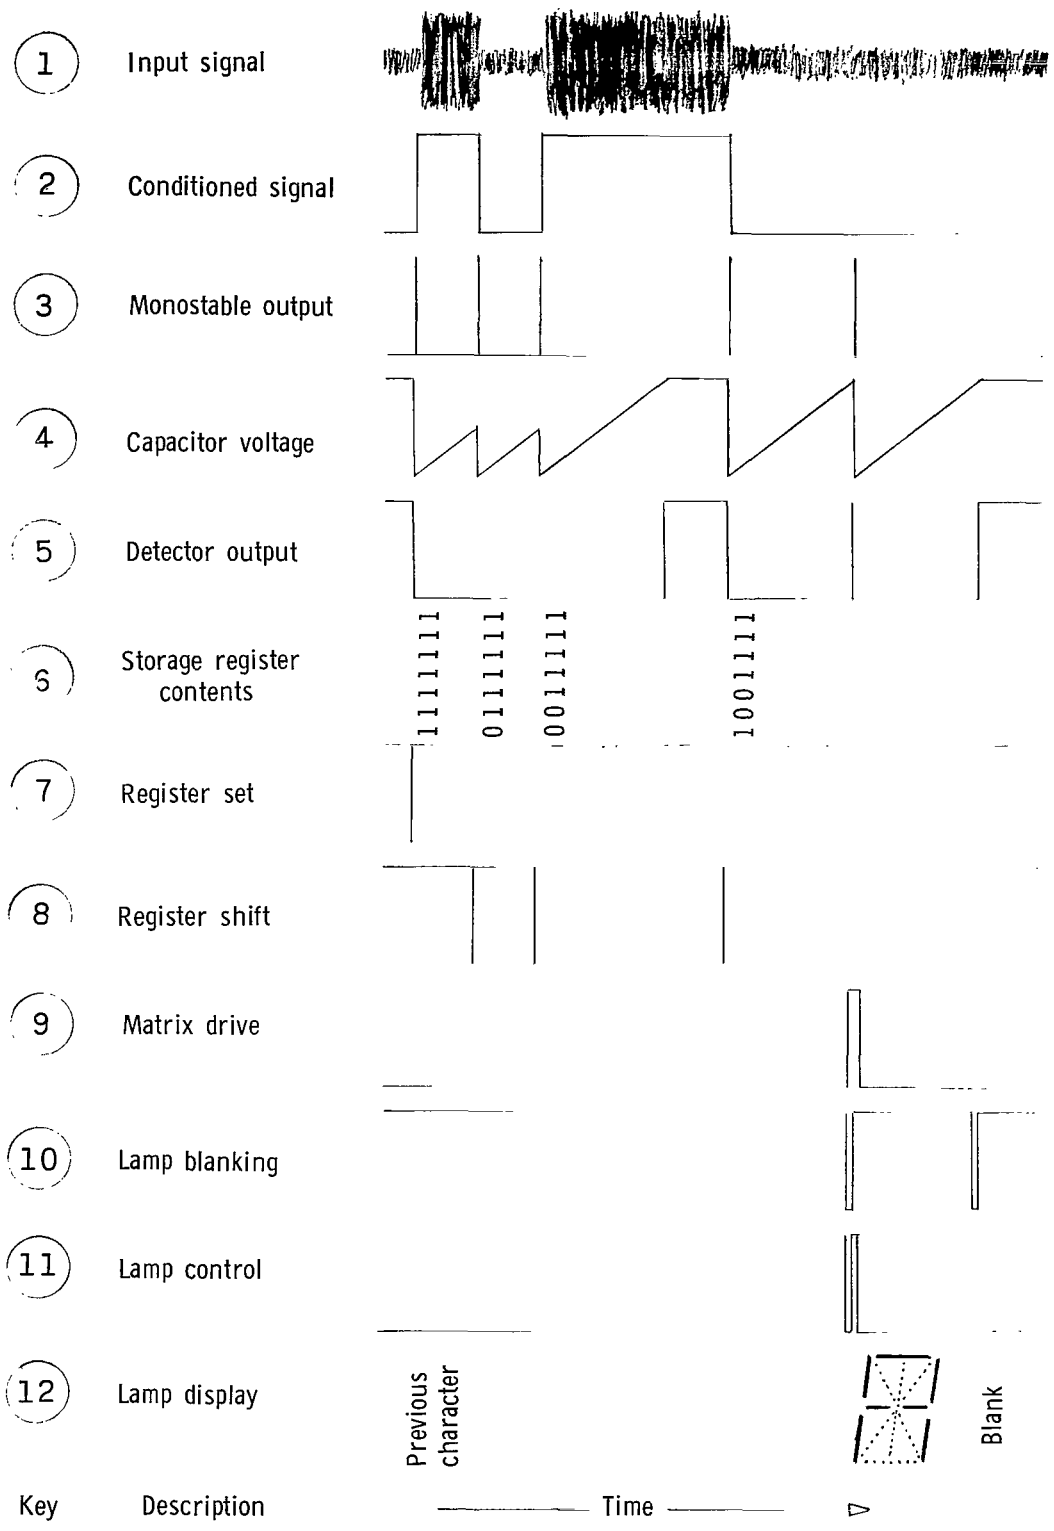 1 Input signal
2 Conditioned signal
3 Monostable output
4 Capacitor voltage
5 Detector output
6 Storage register
contents
1111111
0111111
0011111
1001111
7 Register set
8 Register shift
9 Matrix drive
10 Lamp blanking
11 Lamp control
12 Lamp display
Previous
character
Blank
Key Description Time